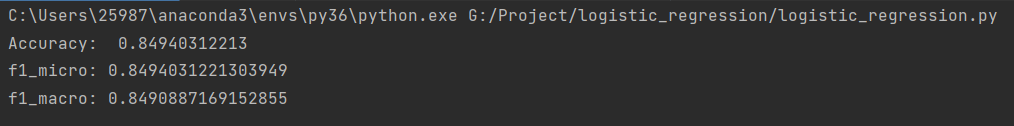 C:\Users\25987\anaconda3\envs\py36\python.exe G:/Project/logistic_regression/logistic_regression.py
Accuracy:  0.84940312213
f1_micro: 0.8494031221303949
f1_macro: 0.8490887169152855